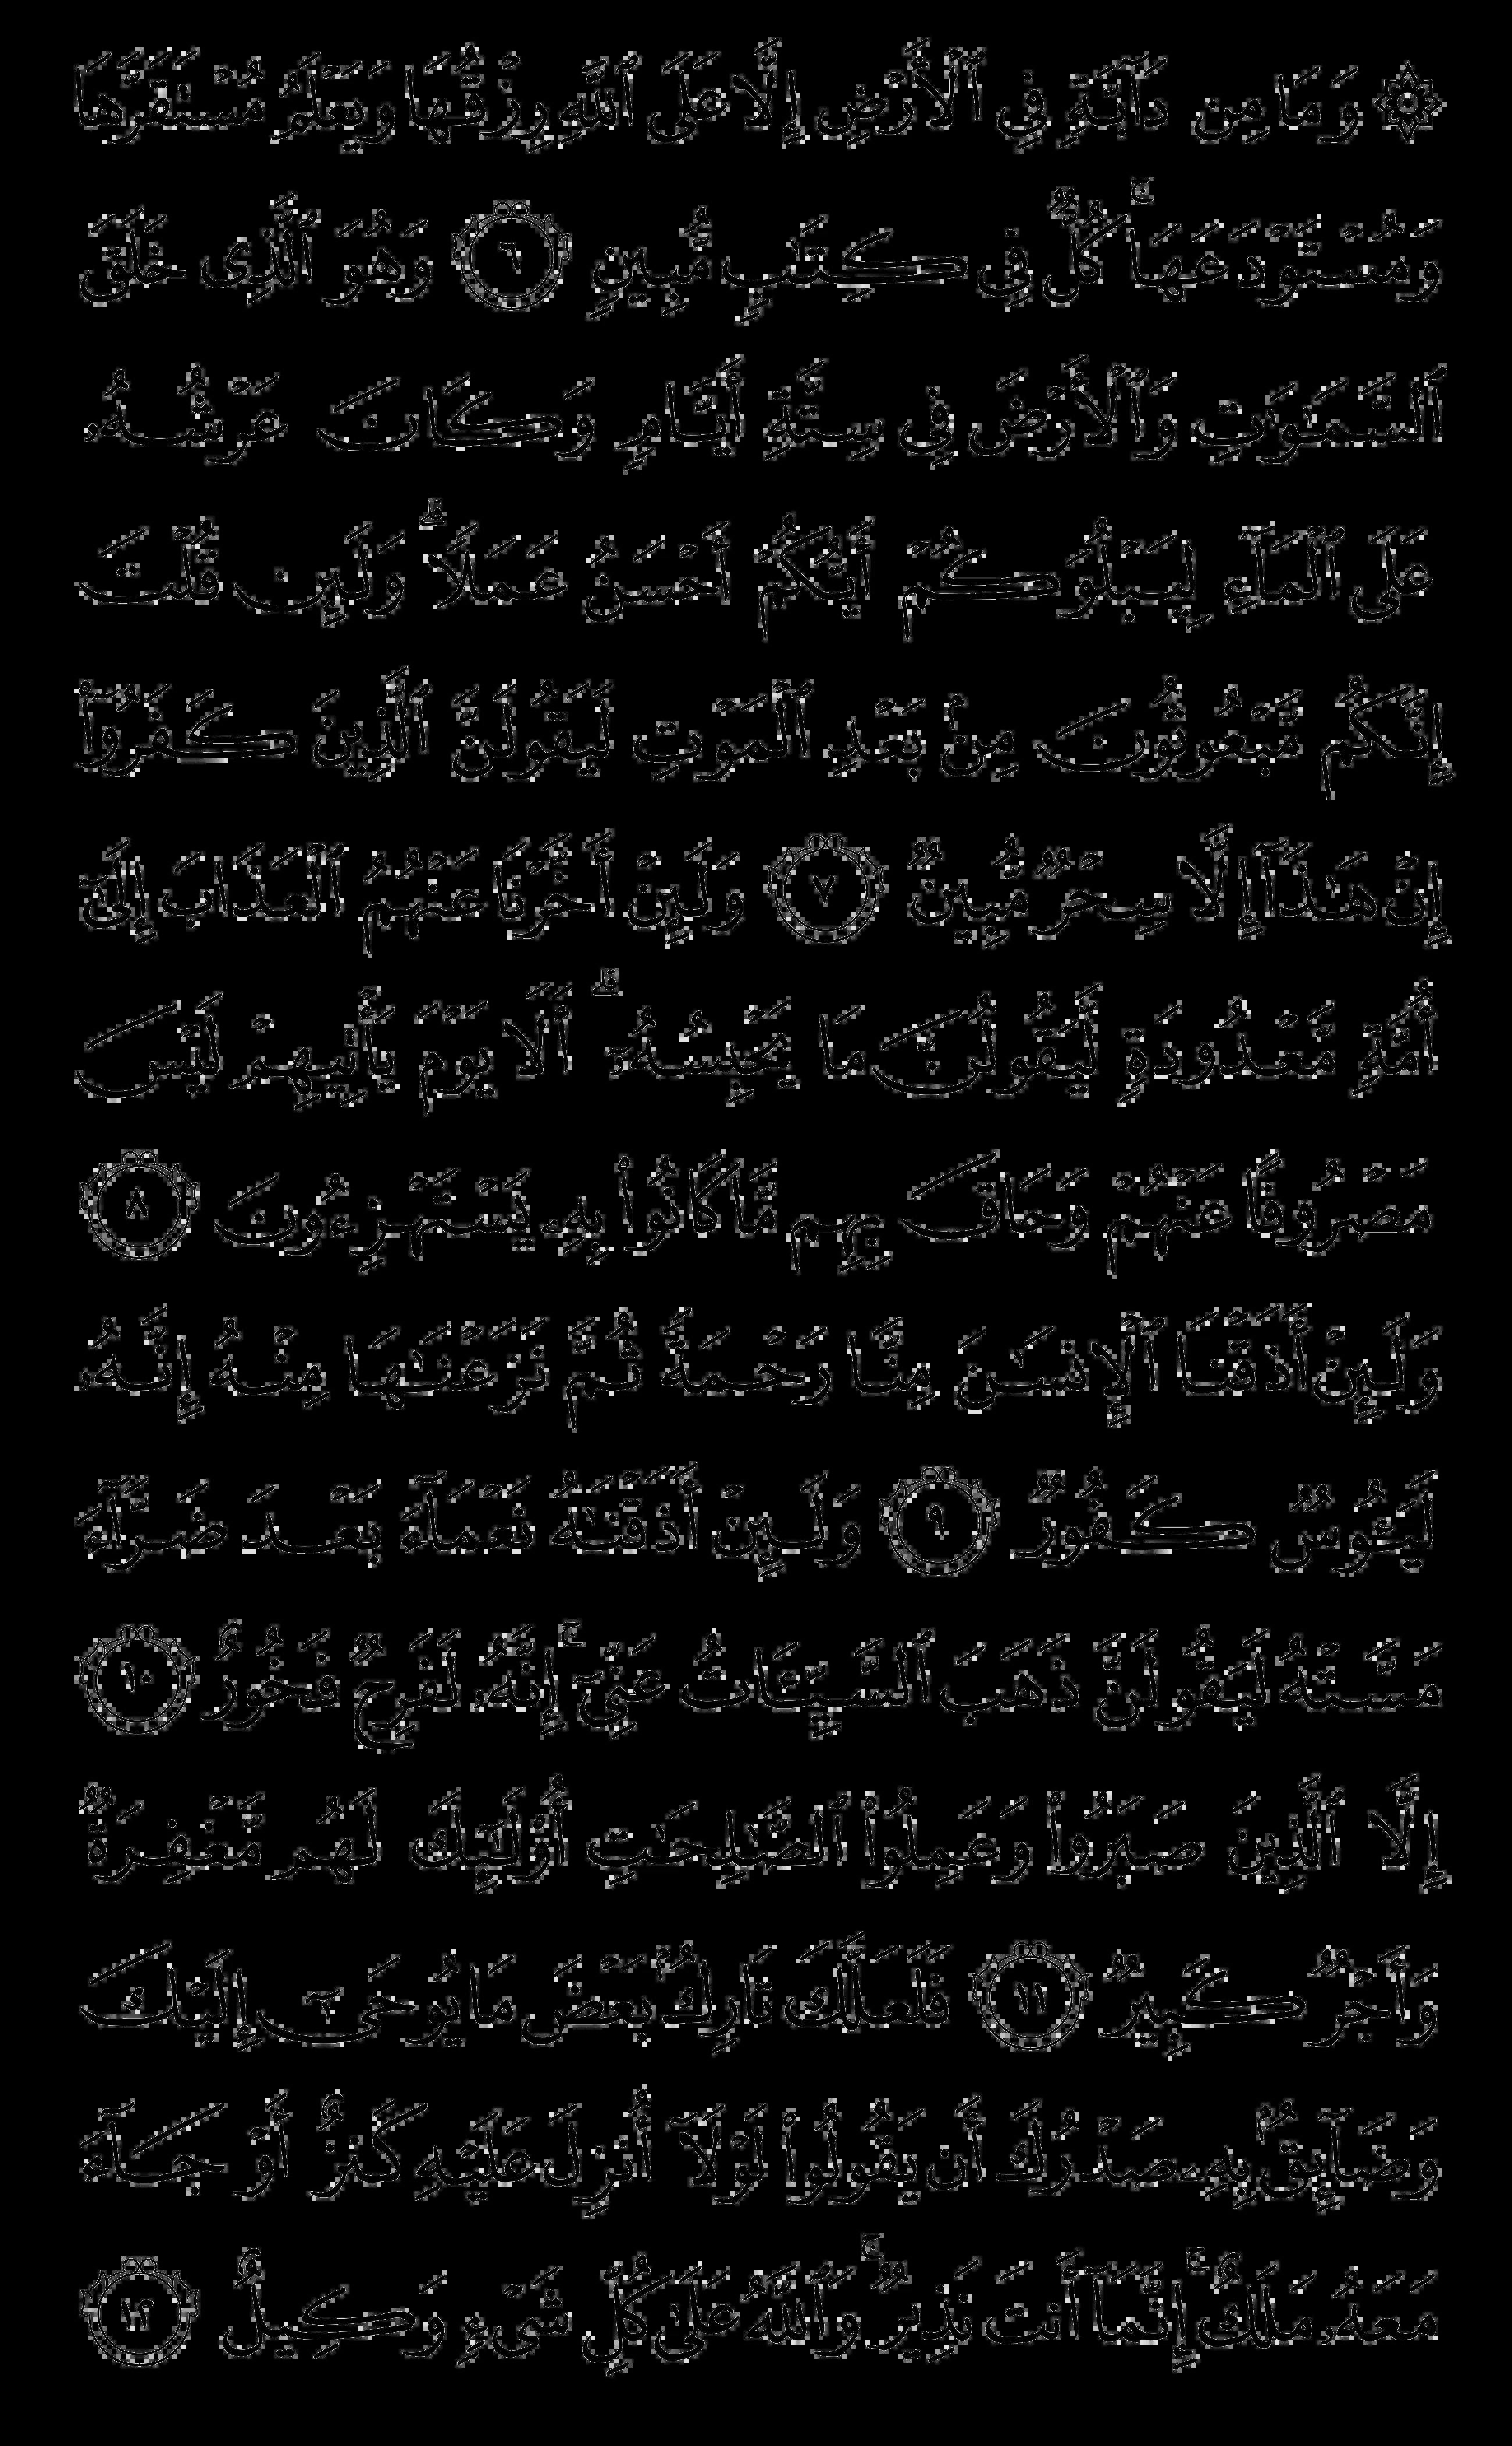 ۞ وَمَا مِن دَآبَّةٍ فِي ٱلۡأَرۡضِ إِلَّا عَلَى ٱللَّهِ رِزۡقُهَا وَيَعۡلَمُ مُسۡتَقَرَّهَا
وَمُسۡتَوۡدَعَهَاۚ كُلّٞ فِي كِتَٰبٖ مُّبِينٖ ٦ وَهُوَ ٱلَّذِي خَلَقَ
ٱلسَّمَٰوَٰتِ وَٱلۡأَرۡضَ فِي سِتَّةِ أَيَّامٖ وَكَانَ عَرۡشُهُۥ
عَلَى ٱلۡمَآءِ لِيَبۡلُوَكُمۡ أَيُّكُمۡ أَحۡسَنُ عَمَلٗاۗ وَلَئِن قُلۡتَ
إِنَّكُم مَّبۡعُوثُونَ مِنۢ بَعۡدِ ٱلۡمَوۡتِ لَيَقُولَنَّ ٱلَّذِينَ كَفَرُوٓاْ
إِنۡ هَٰذَآ إِلَّا سِحۡرٞ مُّبِينٞ ٧ وَلَئِنۡ أَخَّرۡنَا عَنۡهُمُ ٱلۡعَذَابَ إِلَىٰٓ
أُمَّةٖ مَّعۡدُودَةٖ لَّيَقُولُنَّ مَا يَحۡبِسُهُۥٓۗ أَلَا يَوۡمَ يَأۡتِيهِمۡ لَيۡسَ
مَصۡرُوفًا عَنۡهُمۡ وَحَاقَ بِهِم مَّا كَانُواْ بِهِۦ يَسۡتَهۡزِءُونَ ٨
وَلَئِنۡ أَذَقۡنَا ٱلۡإِنسَٰنَ مِنَّا رَحۡمَةٗ ثُمَّ نَزَعۡنَٰهَا مِنۡهُ إِنَّهُۥ
لَيَـُٔوسٞ كَفُورٞ ٩ وَلَئِنۡ أَذَقۡنَٰهُ نَعۡمَآءَ بَعۡدَ ضَرَّآءَ
مَسَّتۡهُ لَيَقُولَنَّ ذَهَبَ ٱلسَّيِّـَٔاتُ عَنِّيٓۚ إِنَّهُۥ لَفَرِحٞ فَخُورٌ ١٠
إِلَّا ٱلَّذِينَ صَبَرُواْ وَعَمِلُواْ ٱلصَّٰلِحَٰتِ أُوْلَٰٓئِكَ لَهُم مَّغۡفِرَةٞ
وَأَجۡرٞ كَبِيرٞ ١١ فَلَعَلَّكَ تَارِكُۢ بَعۡضَ مَا يُوحَىٰٓ إِلَيۡكَ
وَضَآئِقُۢ بِهِۦ صَدۡرُكَ أَن يَقُولُواْ لَوۡلَآ أُنزِلَ عَلَيۡهِ كَنزٌ أَوۡ جَآءَ
مَعَهُۥ مَلَكٌۚ إِنَّمَآ أَنتَ نَذِيرٞۚ وَٱللَّهُ عَلَىٰ كُلِّ شَيۡءٖ وَكِيلٌ ١٢